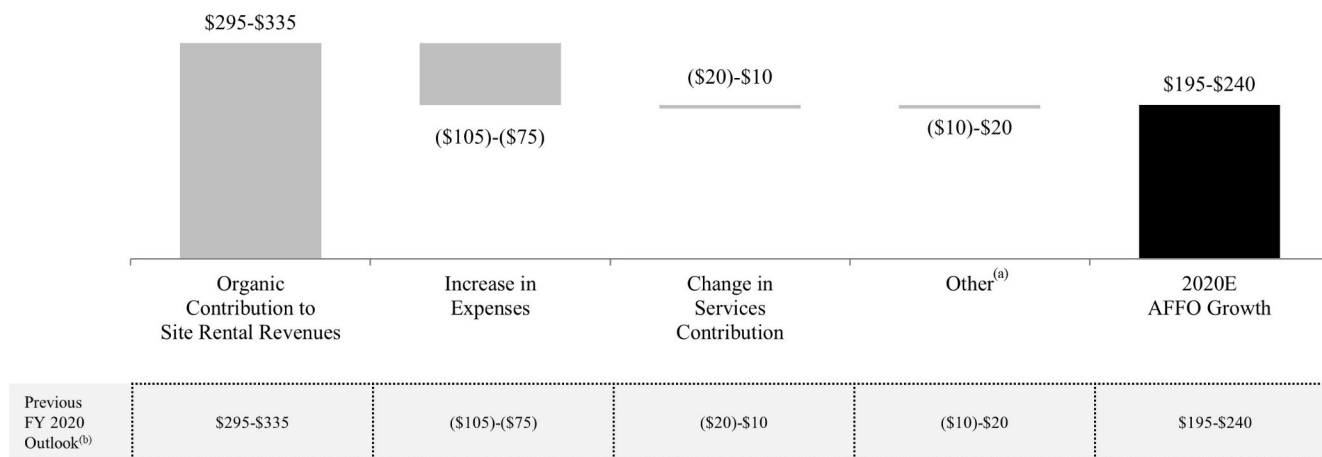 $295-$335
($105)-($75)
($20)-$10
($10)-$20
$195-$240
Organic
Contribution to
Site Rental Revenues
Increase in
Expenses
Change in
Services
Contribution
Other(a)
2020E
AFFO Growth
Previous
FY 2020
Outlook(b)
$295-$335
($105)-($75)
($20)-$10
($10)-$20
$195-$240